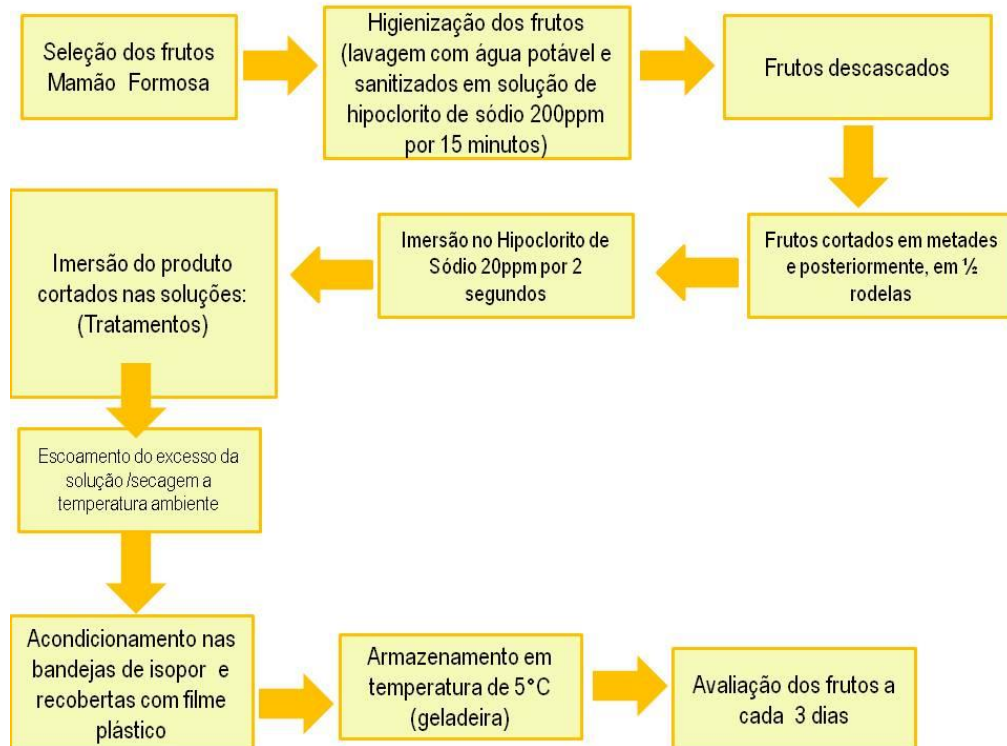 Seleção dos frutos
Mamão Formosa
Higienização dos frutos
(lavagem com água potável e
sanitizados em solução de
hipoclorito de sódio 200ppm
por 15 minutos)
Frutos descascados
Frutos cortados em metades
e posteriormente, em ½
rodelas
Imersão no Hipoclorito de
Sódio 20ppm por 2
segundos
Imersão do produto
cortados nas soluções:
(Tratamentos)
Escoamento do excesso da
solução /secagem a
temperatura ambiente
Acondicionamento nas
bandejas de isopor e
recobertas com filme
plástico
Armazenamento em
temperatura de 5°C
(geladeira)
Avaliação dos frutos a
cada 3 dias